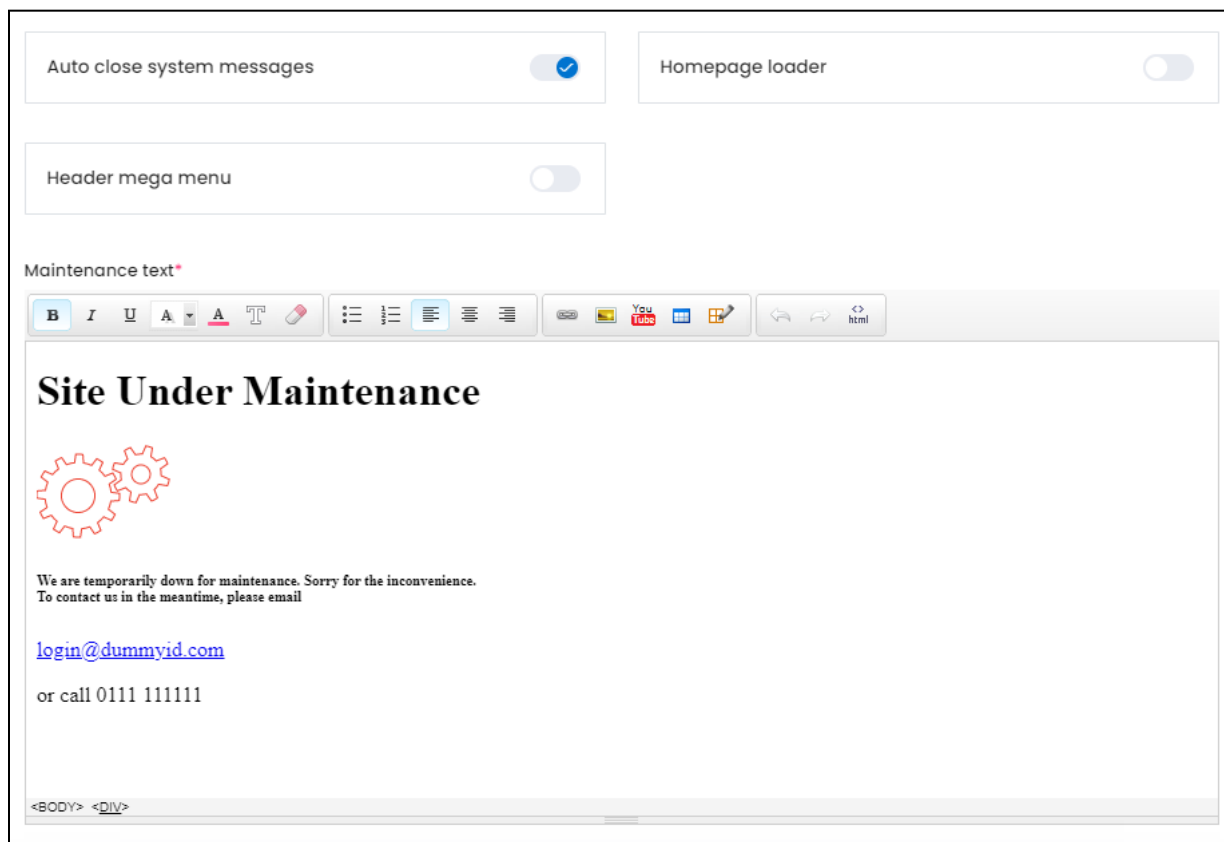 Auto close system messages
Homepage loader
Header mega menu
Maintenance text*
B I U A A T You Tube <> html
Site Under Maintenance
We are temporarily down for maintenance. Sorry for the inconvenience.
To contact us in the meantime, please email
login@dummyid.com
or call 0111 111111
<BODY> <DIV>